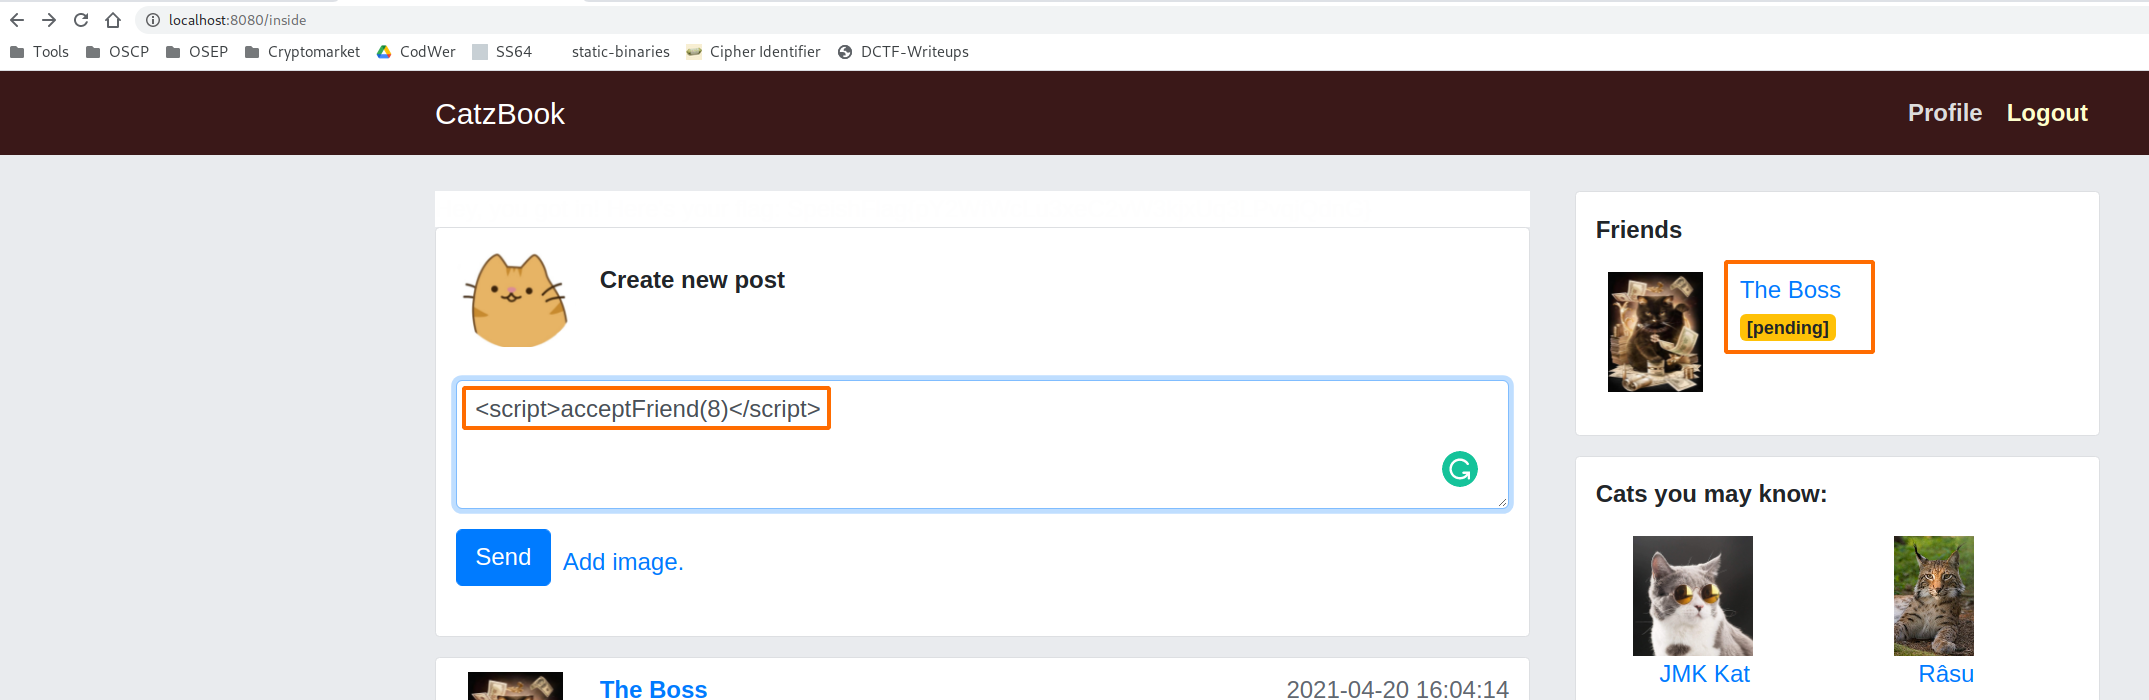 localhost:8080/inside
Tools OSCP OSEP Cryptomarket CodWer SS64 static-binaries Cipher Identifier DCTF-Writeups
CatzBook Profile Logout
Create new post
<script>acceptFriend(8)</script>
Send Add image.
The Boss 2021-04-20 16:04:14
Friends
The Boss
[pending]
Cats you may know:
JMK Kat Râsu